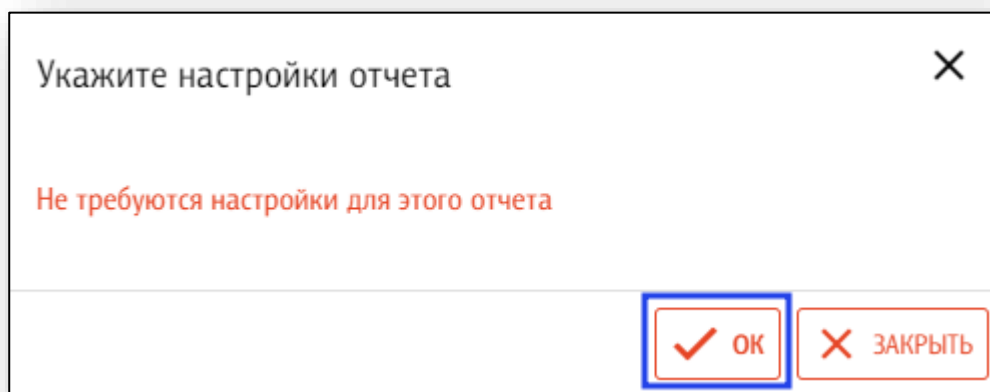 Укажите настройки отчета
Не требуются настройки для этого отчета
ОК
ЗАКРЫТЬ